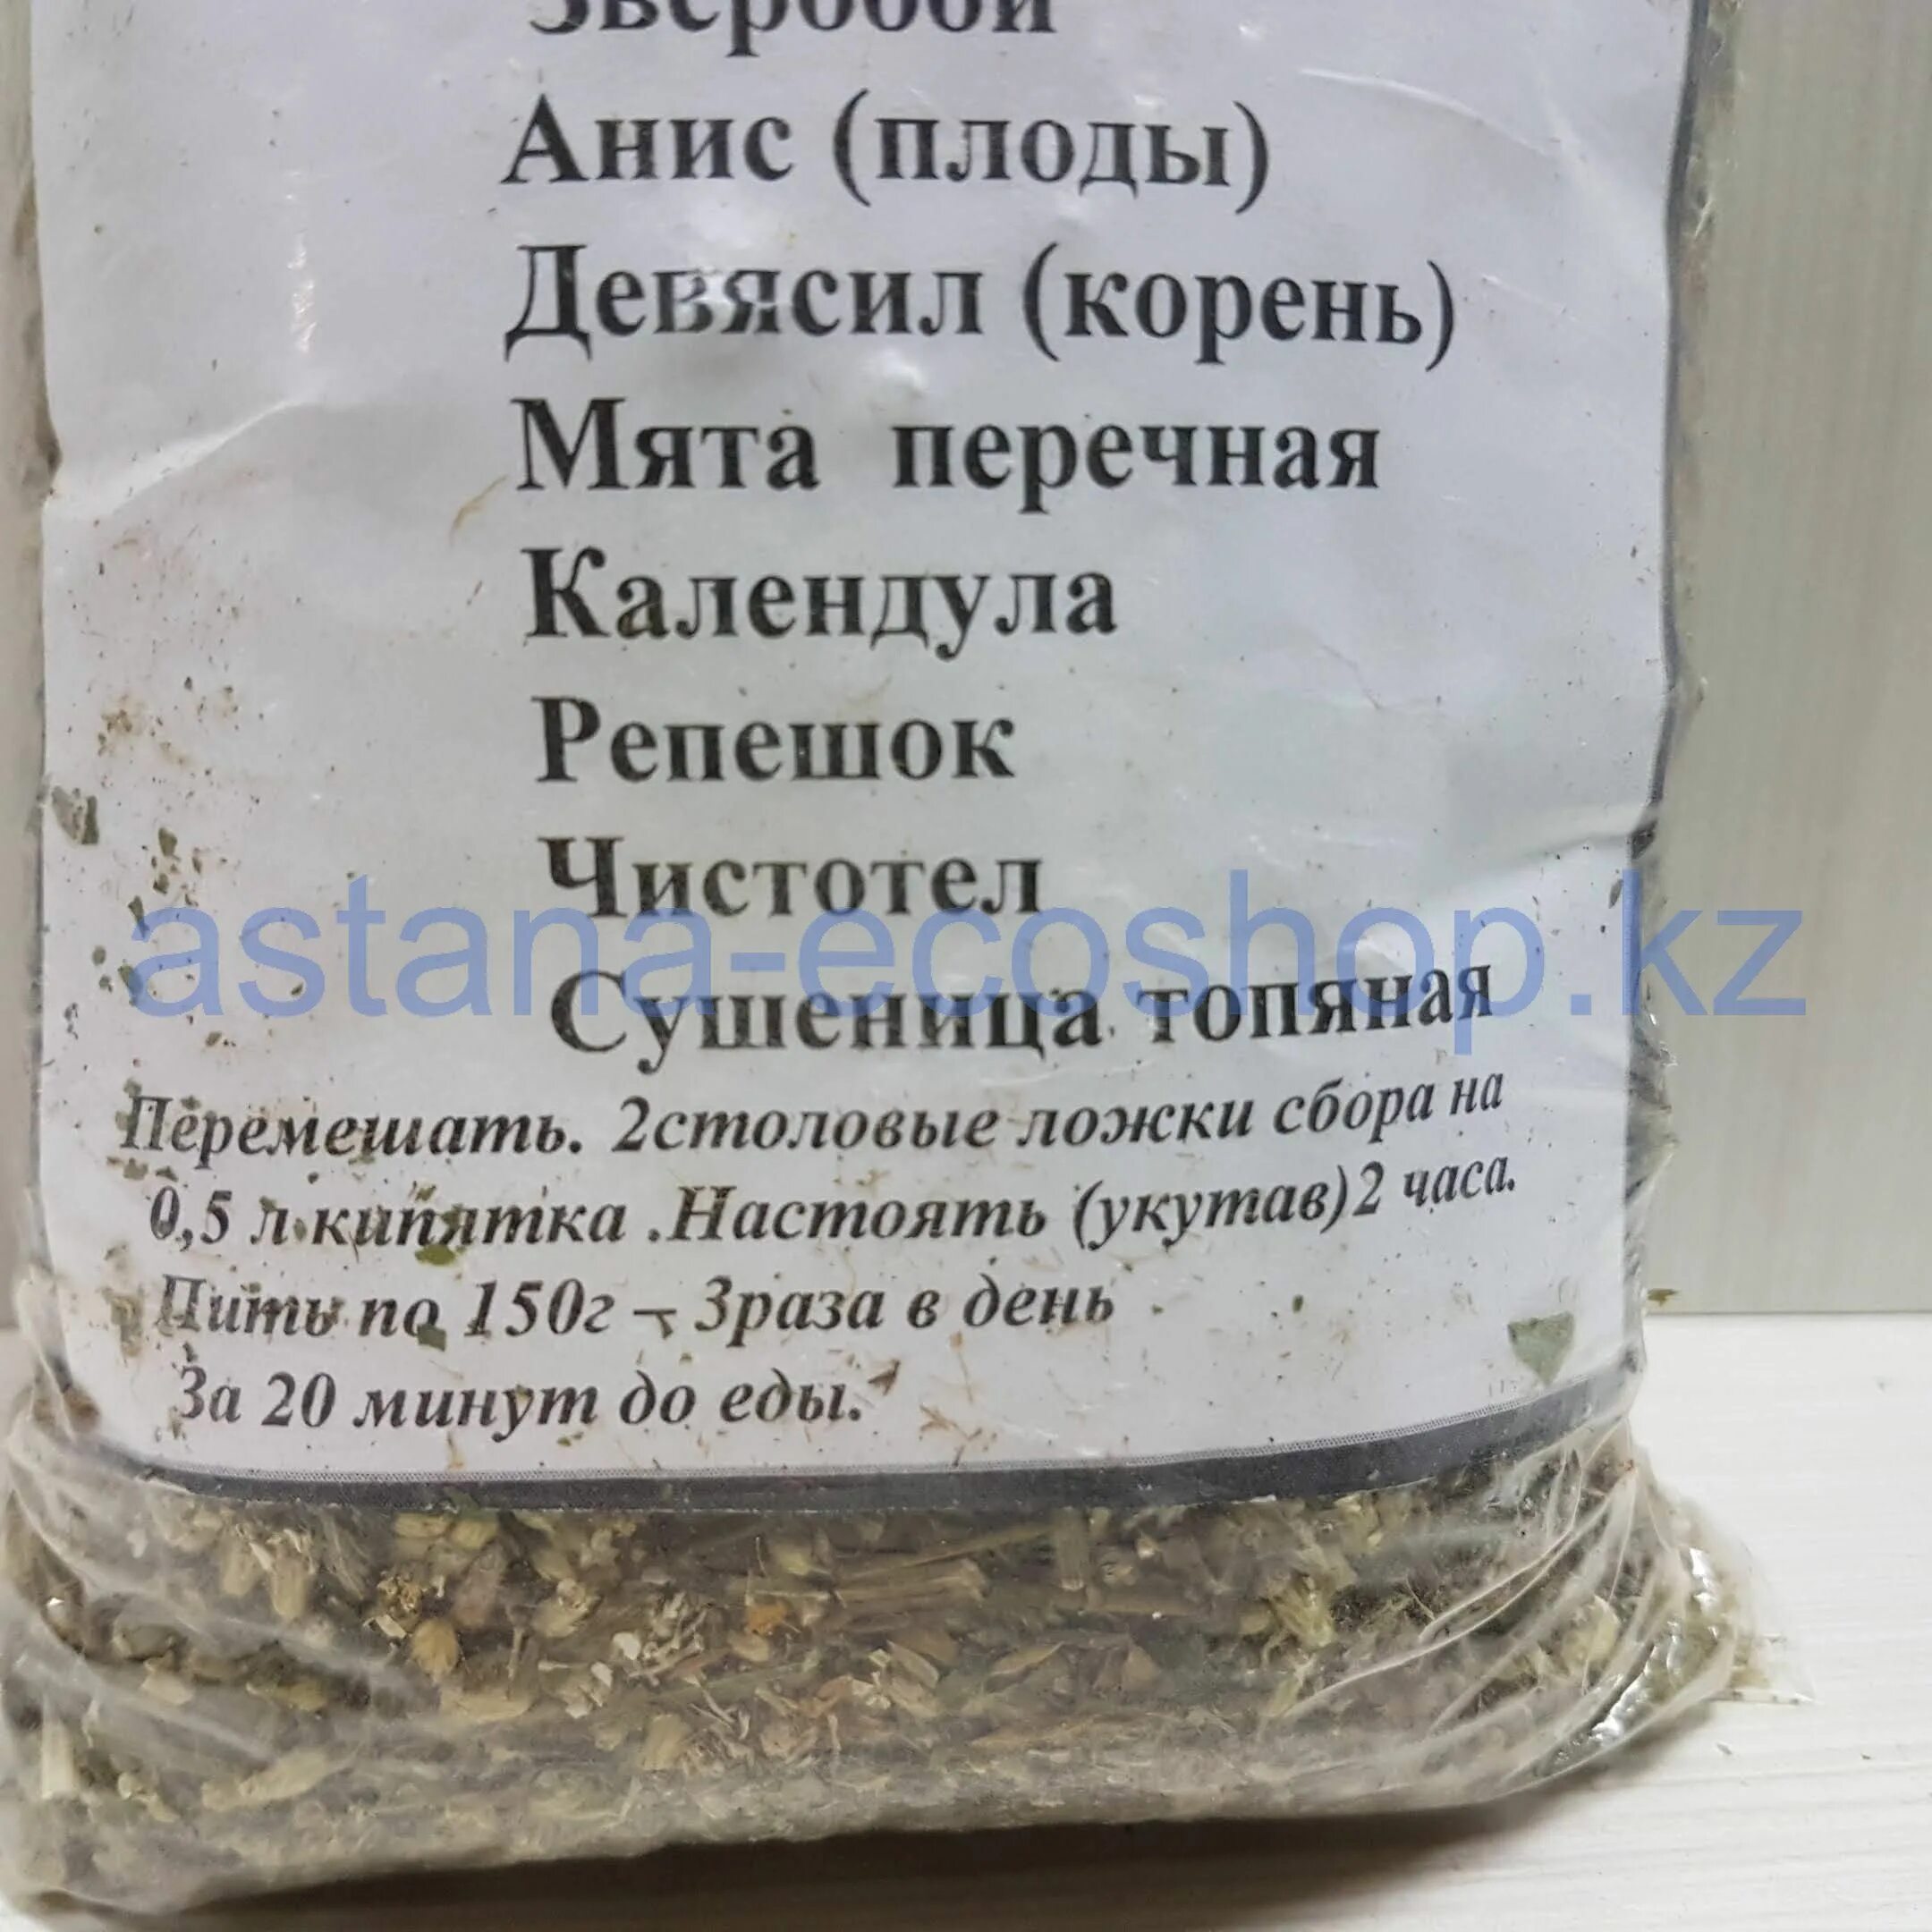 Зверобой
Анис (плоды)
Девясил (корень)
Мята перечная
Календула
Репешок
Чистотел
astana-ecoshop.kz
Сушеница топяная
Перемешать. 2столовые ложки сбора на
0,5 л кипятка .Настоять (укутав)2 часа.
Пить по 150г – 3раза в день
За 20 минут до еды.